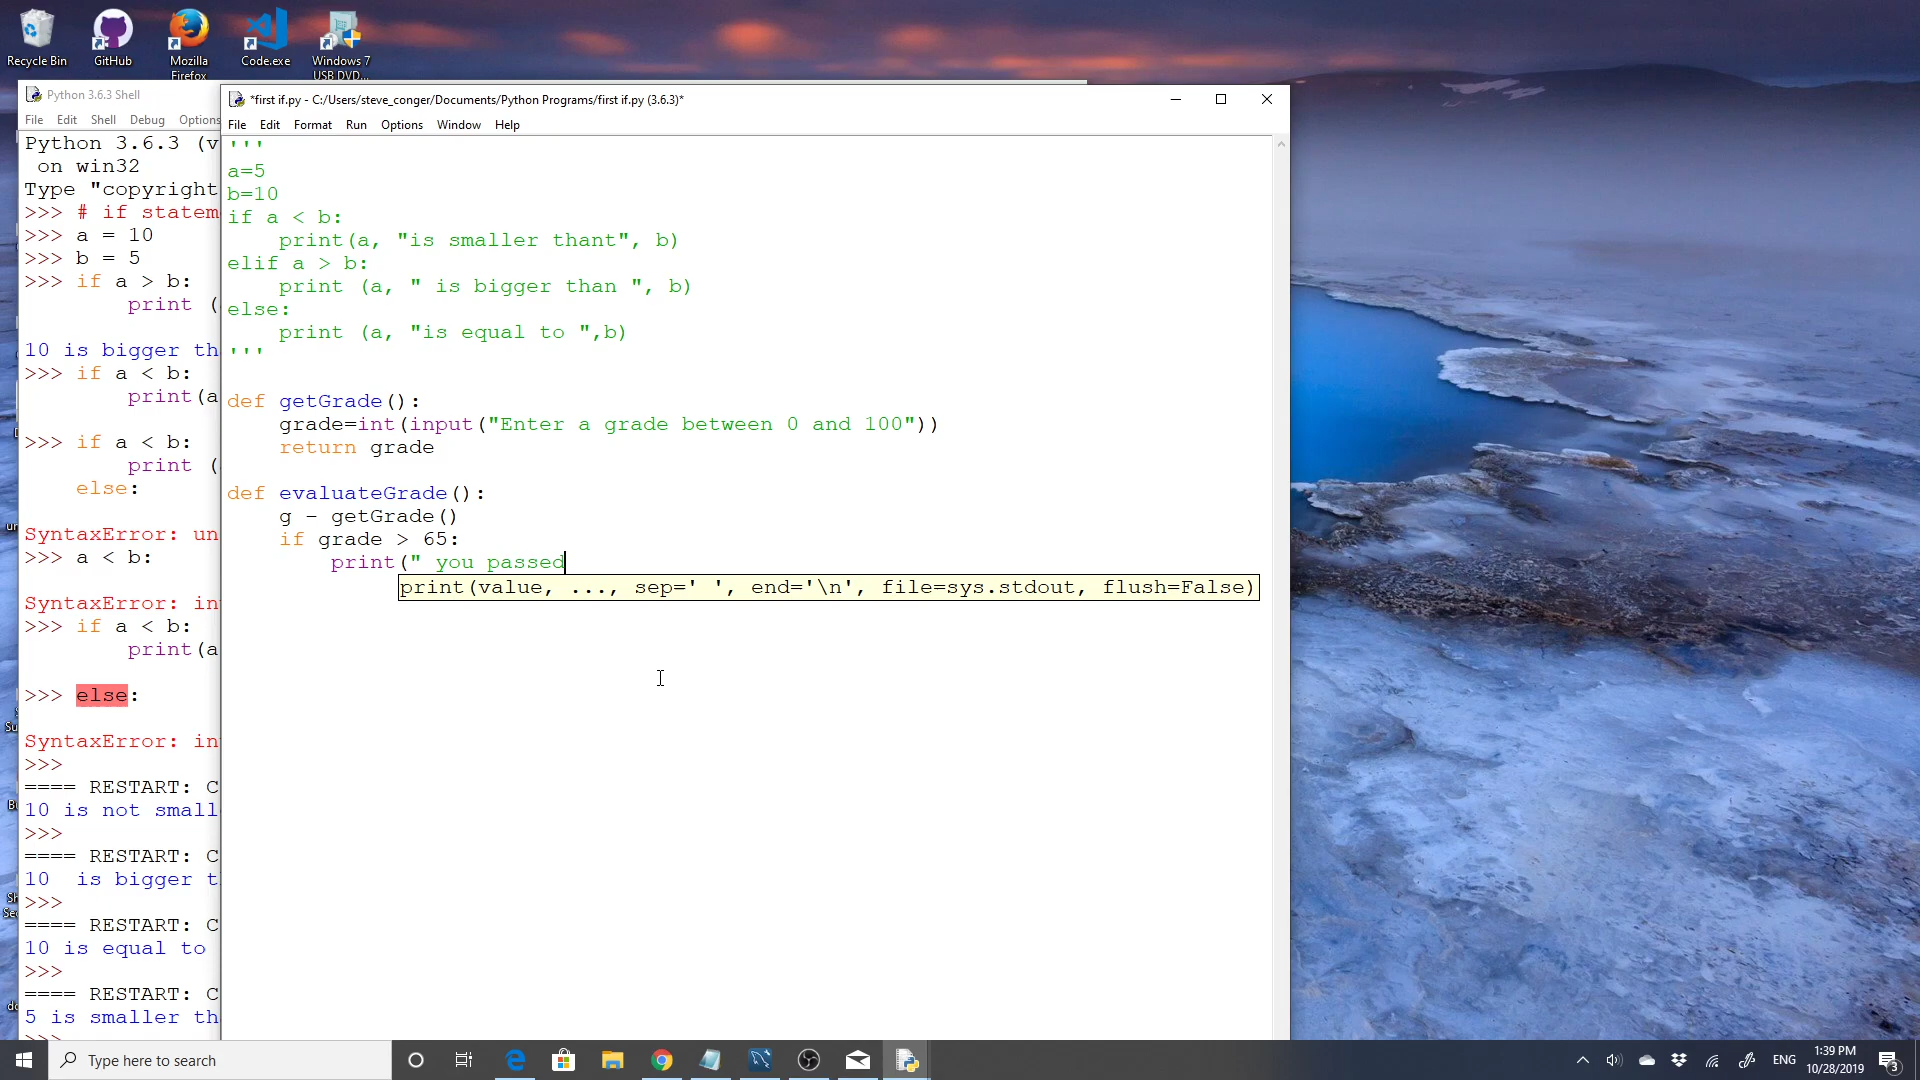 Recycle Bin
GitHub
Mozilla
Firefox
Code.exe
Windows 7
USB DVD...
Python 3.6.3 Shell
File Edit Shell Debug Options
Python 3.6.3 (v
on win32
Type "copyright
>>> # if statem
>>> a = 10
>>> b = 5
>>> if a > b:
print (
10 is bigger th
>>> if a < b:
print(a
>>> if a < b:
print (
else:
SyntaxError: un
>>> a < b:
SyntaxError: in
>>> if a < b:
print(a
>>> else:
SyntaxError: in
>>>
==== RESTART: C
10 is not small
>>>
==== RESTART: C
10  is bigger t
>>>
==== RESTART: C
10 is equal to
>>>
==== RESTART: C
5 is smaller th
*first if.py - C:/Users/steve_conger/Documents/Python Programs/first if.py (3.6.3)*
File Edit Format Run Options Window Help
'''
a=5
b=10
if a < b:
    print(a, "is smaller thant", b)
elif a > b:
    print (a, " is bigger than ", b)
else:
    print (a, "is equal to ",b)
'''
def getGrade():
    grade=int(input("Enter a grade between 0 and 100"))
    return grade
def evaluateGrade():
    g - getGrade()
    if grade > 65:
        print(" you passed
print(value, ..., sep=' ', end='\n', file=sys.stdout, flush=False)
Type here to search
ENG
1:39 PM
10/28/2019
3